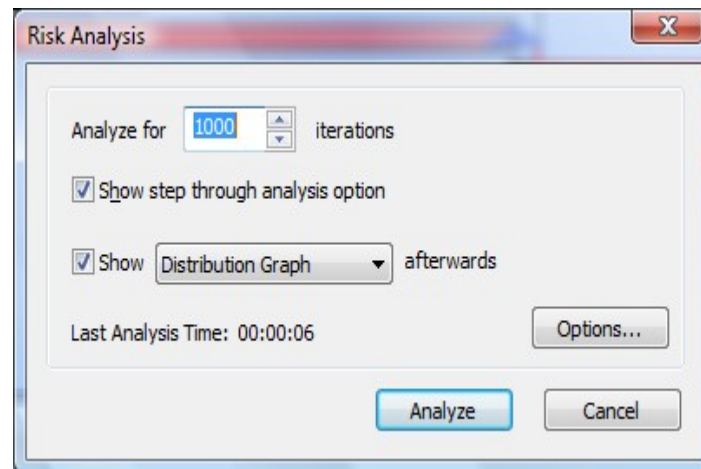 Risk Analysis
Analyze for 1000 iterations
Show step through analysis option
Show Distribution Graph afterwards
Last Analysis Time: 00:00:06
Options...
Analyze Cancel